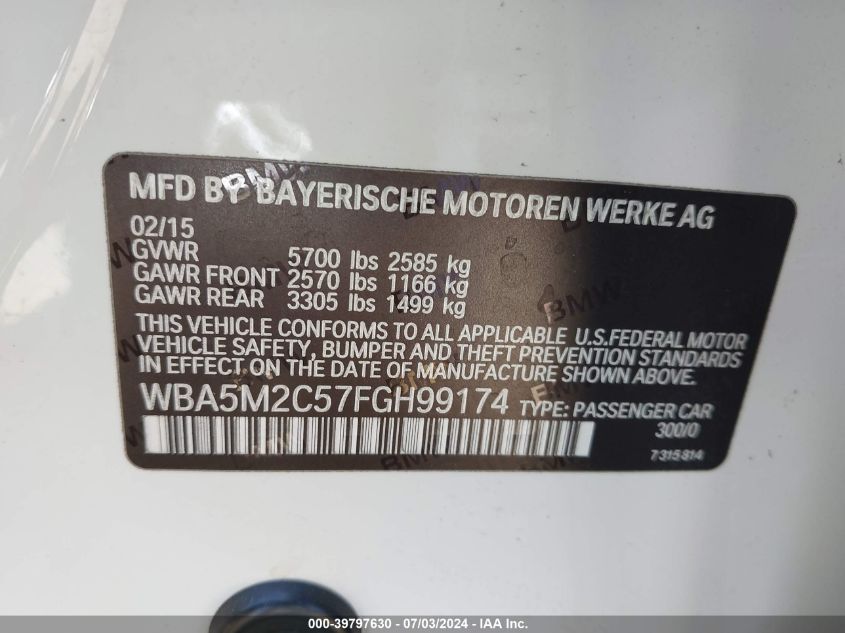 MFD BY BAYERISCHE MOTOREN WERKE AG
02/15
GVWR 5700 lbs 2585 kg
GAWR FRONT 2570 lbs 1166 kg
GAWR REAR 3305 lbs 1499 kg
THIS VEHICLE CONFORMS TO ALL APPLICABLE U.S.FEDERAL MOTOR
VEHICLE SAFETY, BUMPER AND THEFT PREVENTION STANDARDS
IN EFFECT ON THE DATE OF MANUFACTURE SHOWN ABOVE.
WBA5M2C57FGH99174 TYPE: PASSENGER CAR
300/0
7315814
000-39797630 - 07/03/2024 - IAA Inc.